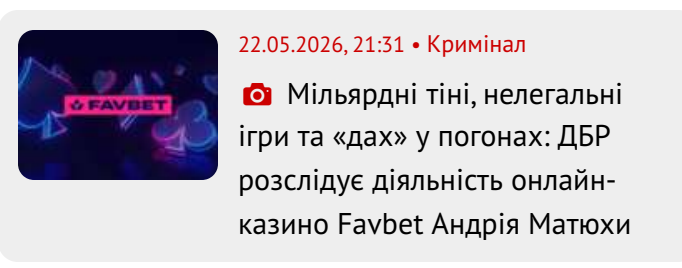 FAVBET
22.05.2026, 21:31 • Кримінал
Мільярдні тіні, нелегальні
ігри та «дах» у погонах: ДБР
розслідує діяльність онлайн-
казино Favbet Андрія Матюхи